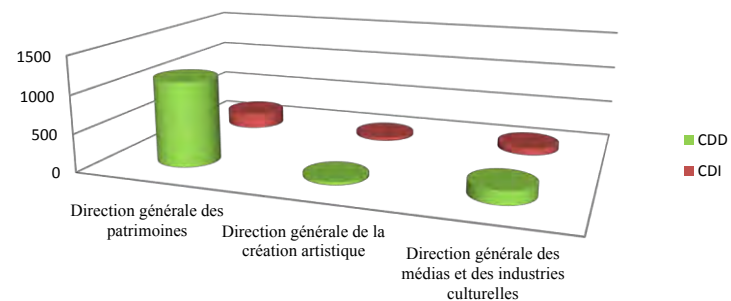 1500
1000
500
0
Direction générale des
patrimoines
Direction générale de la
création artistique
Direction générale des
médias et des industries
culturelles
CDD
CDI